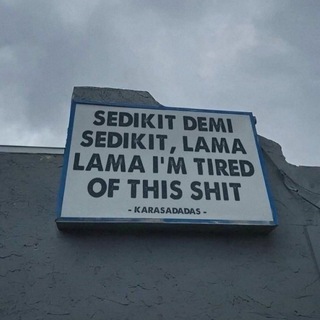 SEDIKIT DEMI
SEDIKIT, LAMA
LAMA I'M TIRED
OF THIS SHIT
- KARASADADAS -